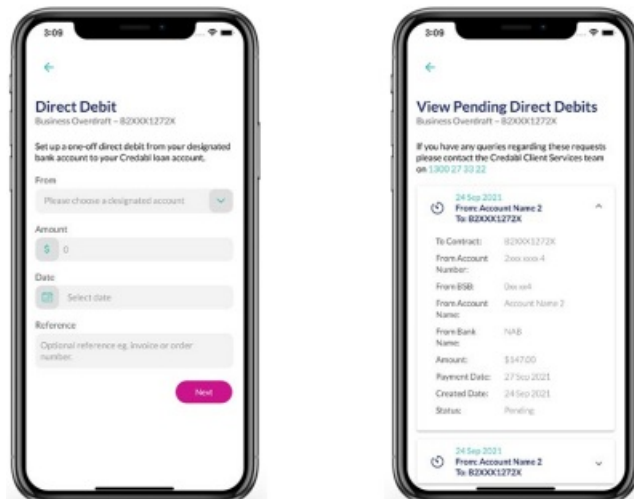 3:09
Direct Debit
Business Overdraft – B2XXX1272X
Set up a one-off direct debit from your designated
bank account to your Credabl loan account.
From
Please choose a designated account
Amount
$ 0
Date
Select date
Reference
Optional reference eg. invoice or order
number.
Next
3:09
View Pending Direct Debits
Business Overdraft – B2XXX1272X
If you have any queries regarding these requests
please contact the Credabl Client Services team
on 1300 27 33 22
24 Sep 2021
From: Account Name 2
To: B2XXX1272X
To Contract: B2XXX1272X
From Account
Number: 2xxx xxxx 4
From BSB: 0xx xx4
From Account
Name: Account Name 2
From Bank
Name: NAB
Amount: $147.00
Payment Date: 27 Sep 2021
Created Date: 24 Sep 2021
Status: Pending
24 Sep 2021
From: Account Name 2
To: B2XXX1272X